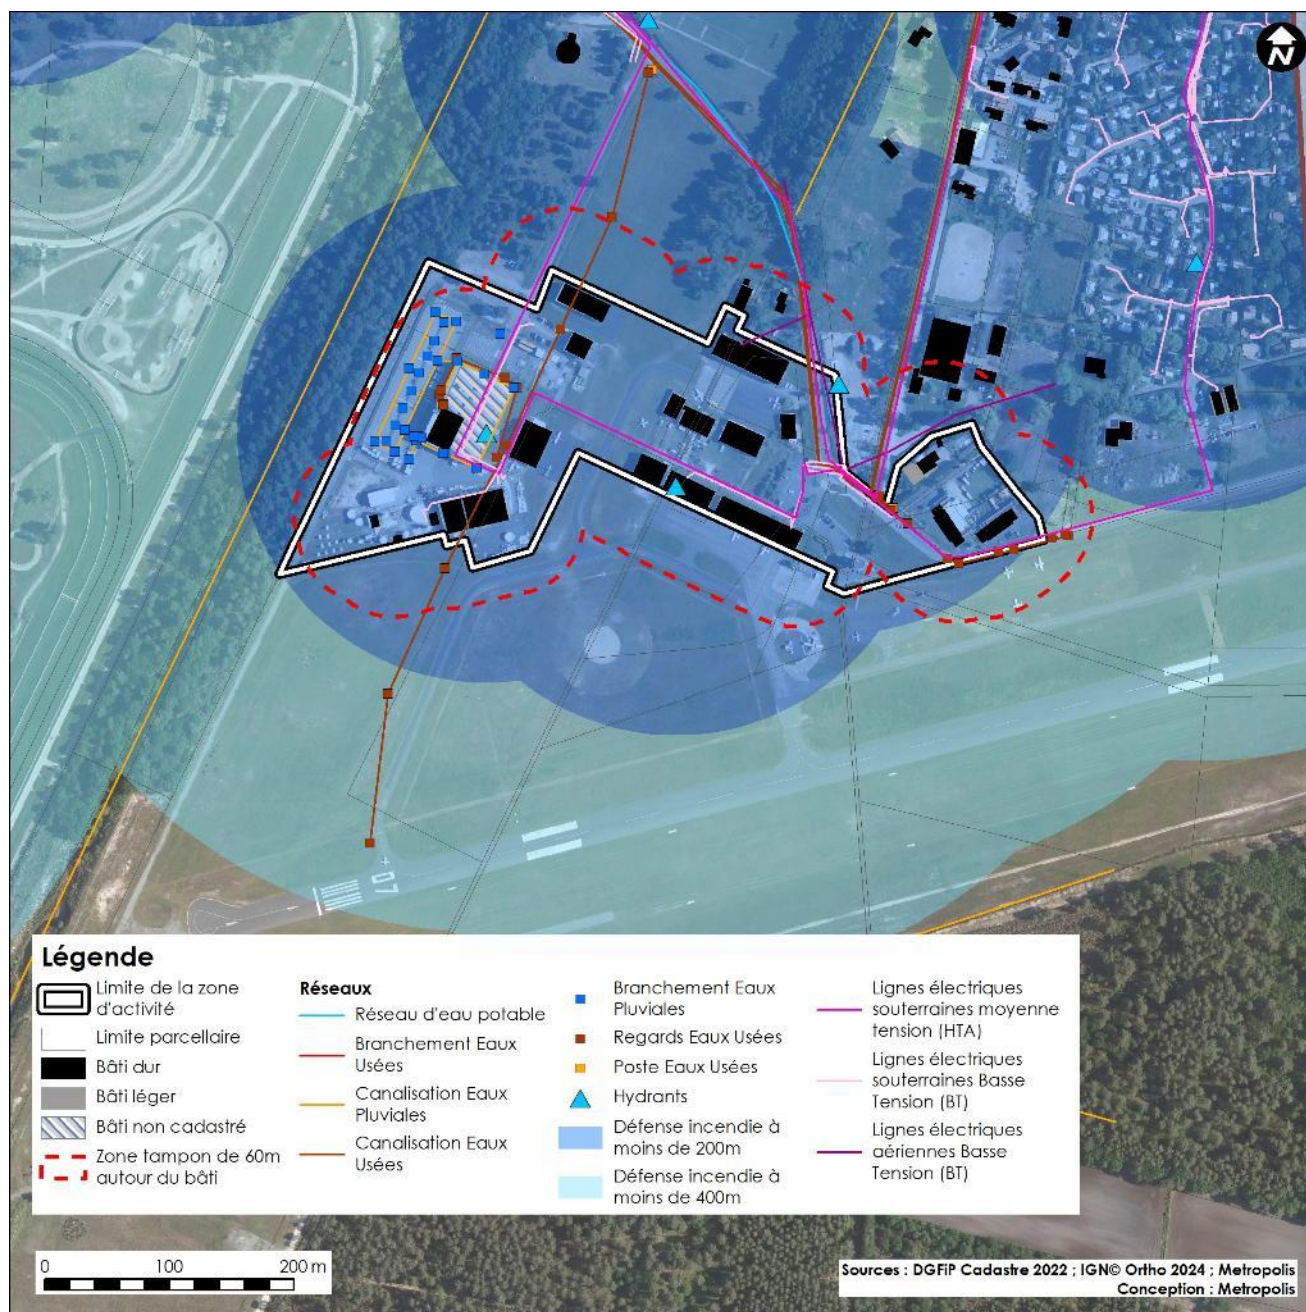 N
07
Légende
Limite de la zone
d'activité
Limite parcellaire
Bâti dur
Bâti léger
Bâti non cadastré
Zone tampon de 60m
autour du bâti
Réseaux
Réseau d'eau potable
Branchement Eaux
Usées
Canalisation Eaux
Pluviales
Canalisation Eaux
Usées
Branchement Eaux
Pluviales
Regards Eaux Usées
Poste Eaux Usées
Hydrants
Défense incendie à
moins de 200m
Défense incendie à
moins de 400m
Lignes électriques
souterraines moyenne
tension (HTA)
Lignes électriques
souterraines Basse
Tension (BT)
Lignes électriques
aériennes Basse
Tension (BT)
0 100 200 m
Sources : DGFiP Cadastre 2022 ; IGN© Ortho 2024 ; Metropolis
Conception : Metropolis